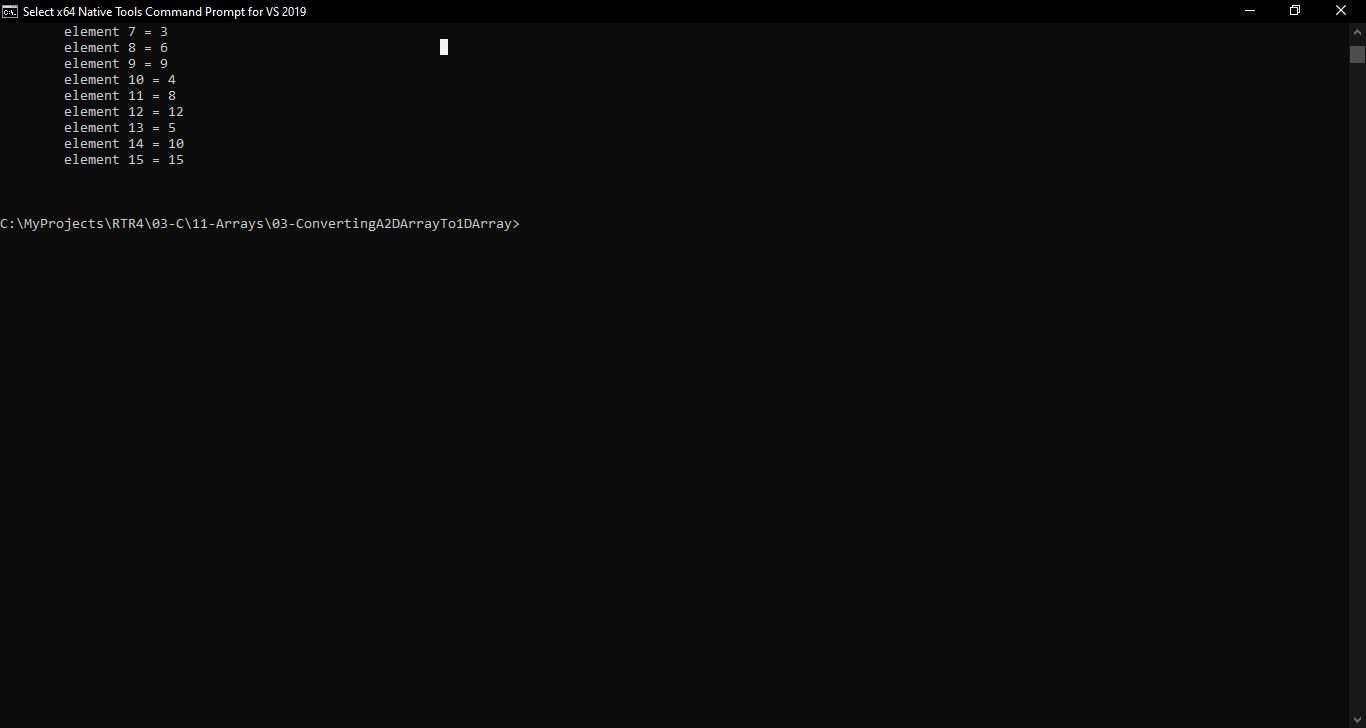 Select x64 Native Tools Command Prompt for VS 2019
element 7 = 3
element 8 = 6
element 9 = 9
element 10 = 4
element 11 = 8
element 12 = 12
element 13 = 5
element 14 = 10
element 15 = 15
C:\MyProjects\RTR4\03-C\11-Arrays\03-ConvertingA2DArrayTo1DArray>